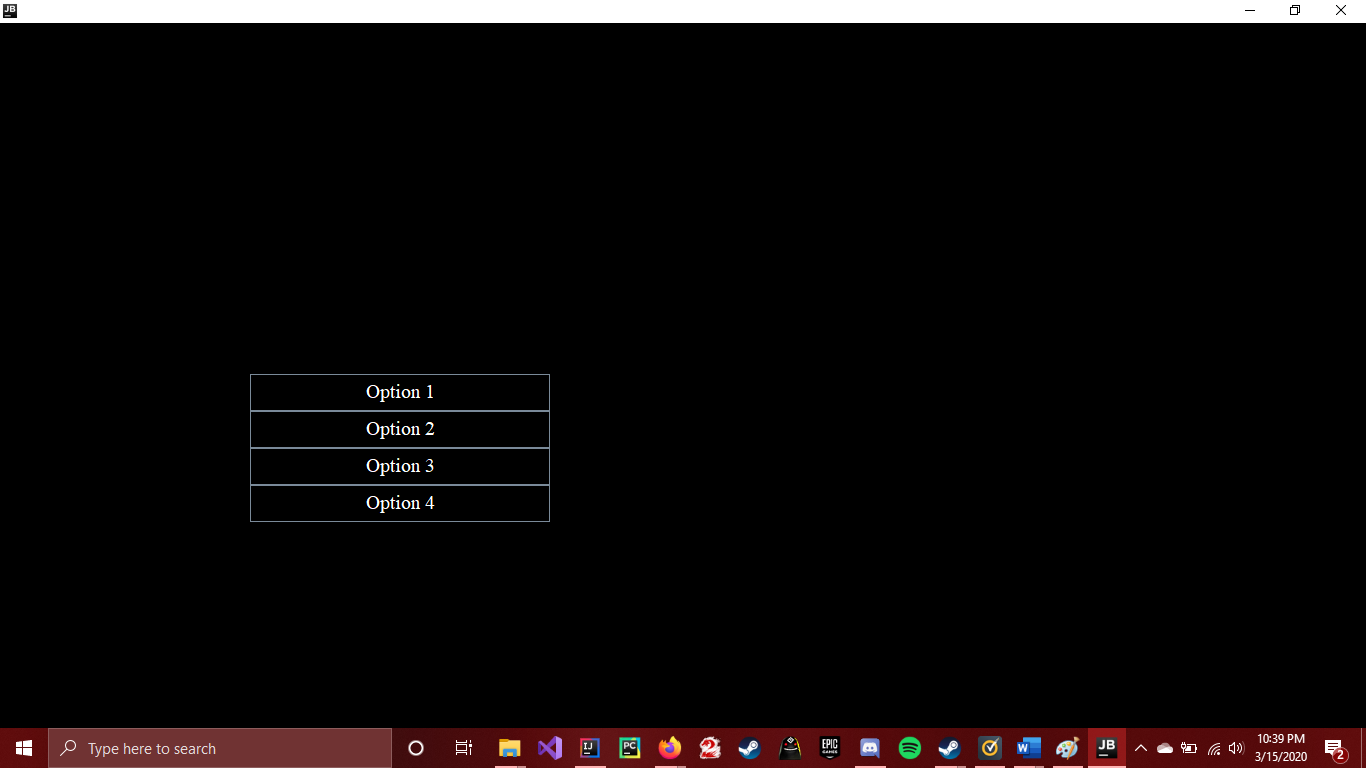 JB
Option 1
Option 2
Option 3
Option 4
Type here to search
IJ
PC
2
EPIC
GAMES
W
JB
10:39 PM
3/15/2020
2